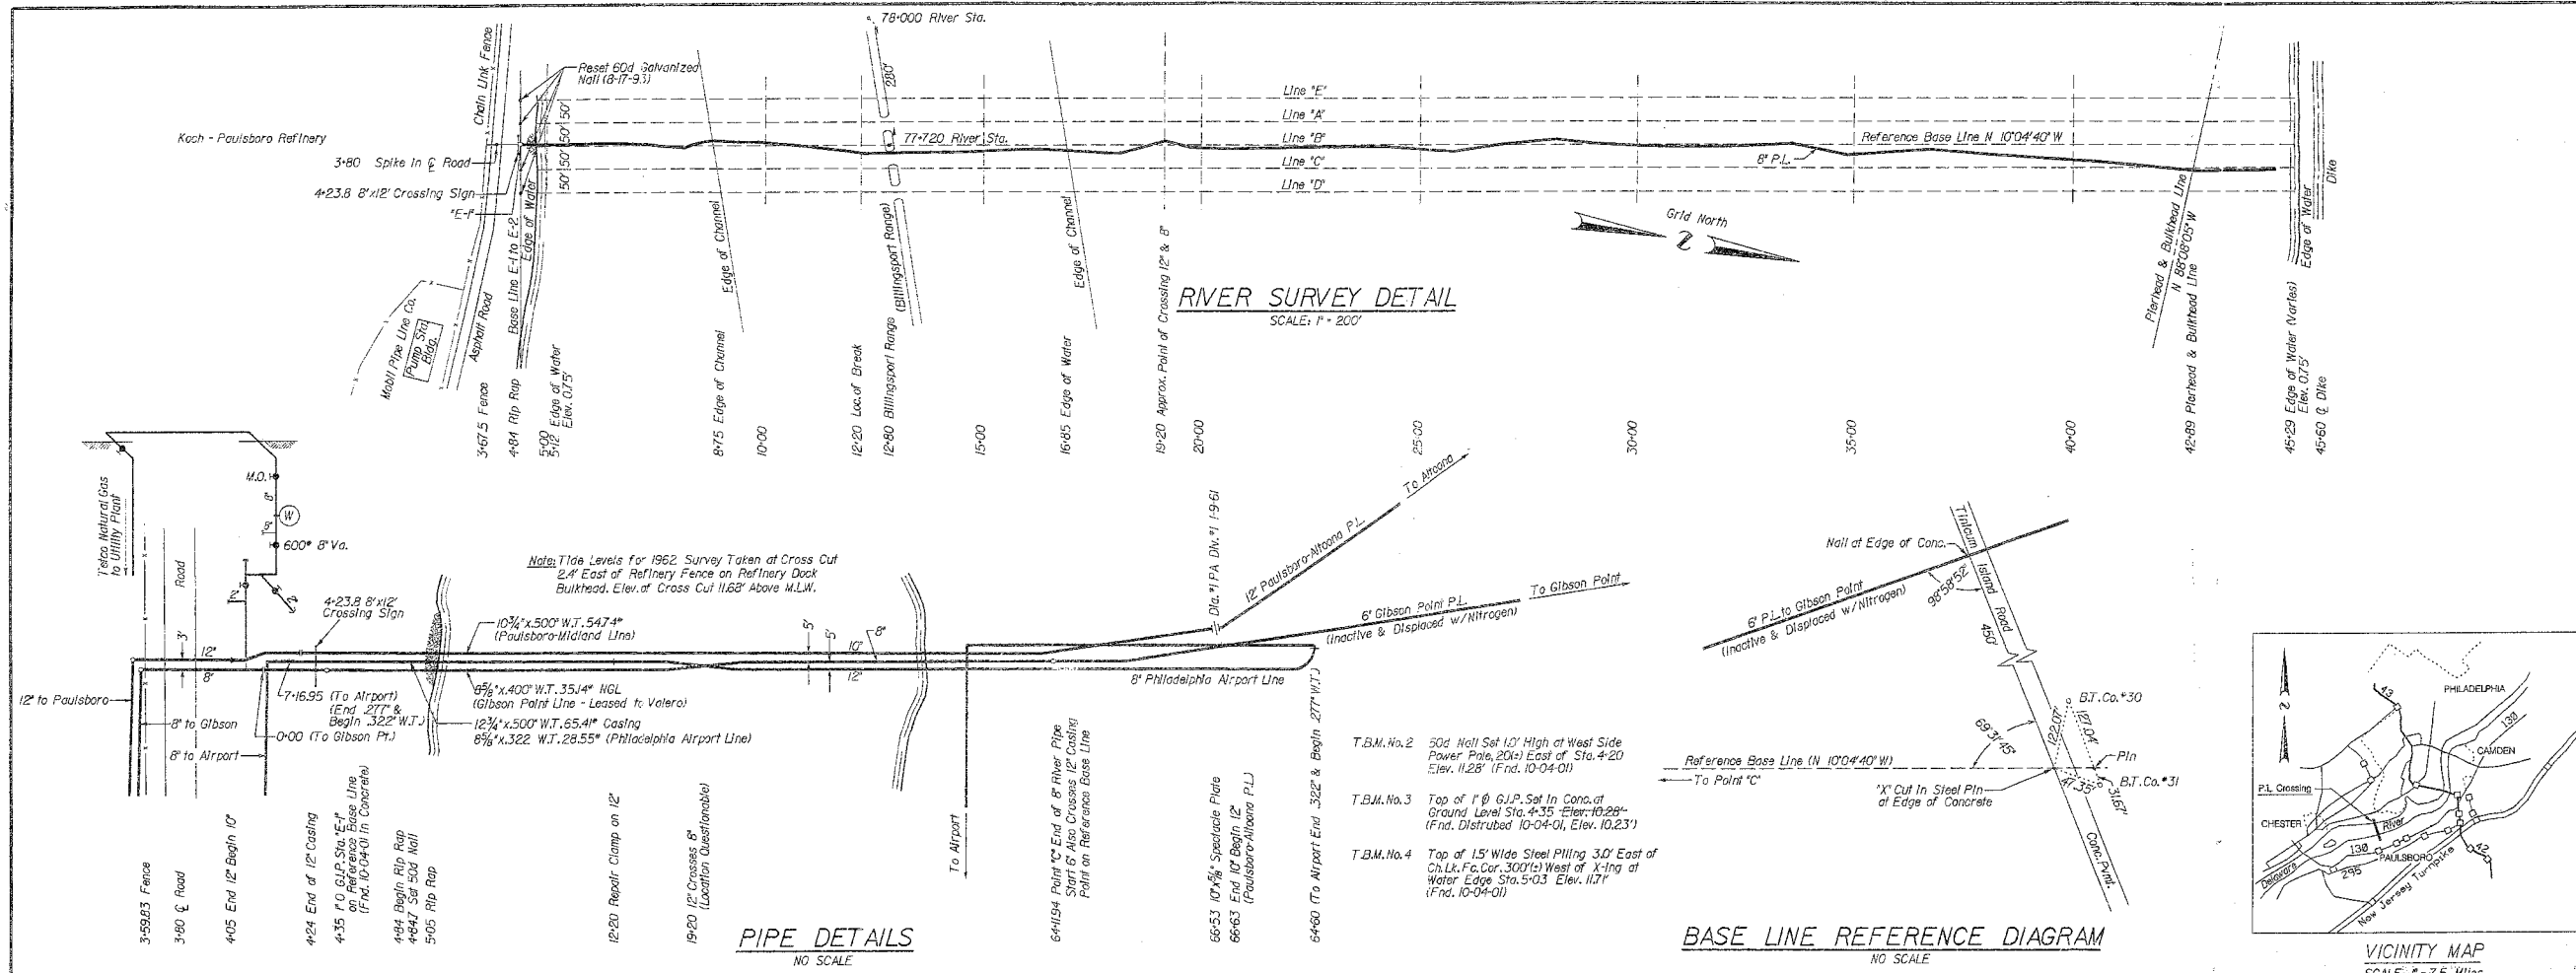 78+000 River Sta.
Chain Link Fence
Reset 60d Galvanized
Nail (8-17-93)
280'
Line "E"
Line "A"
Line "B"
Line "C"
Line "D"
50'
50'
50'
50'
Koch - Paulsboro Refinery
77+720 River Sta.
Reference Base Line N 10°04'40" W
8" P.L.
3+80 Spike In ℄ Road
4+23.8 8'x12' Crossing Sign
"E-1"
Edge of Water
Base Line E-1 to E-2
Asphalt Road
Mobil Pipe Line Co.
Pump Sta.
Bldg.
Edge of Channel
(Billingsport Range)
Edge of Channel
Grid North
Pierhead & Bulkhead Line
N 88°08'05" W
Edge of Water
Dike
RIVER SURVEY DETAIL
SCALE: 1" = 200'
3+67.5 Fence
4+84 Rip Rap
5+00
5+12 Edge of Water
Elev. 0.75'
8+75 Edge of Channel
10+00
12+20 Loc. of Break
12+80 Billingsport Range
15+00
16+85 Edge of Water
19+20 Approx. Point of Crossing 12" & 8"
20+00
25+00
30+00
35+00
40+00
42+89 Pierhead & Bulkhead Line
45+29 Edge of Water (Varies)
Elev. 0.75'
45+60 ℄ Dike
Tetco Natural Gas
to Utility Plant
M.O.
8"
W
600# 8" Va.
Road
3'
12"
8"
4+23.8 8'x12'
Crossing Sign
Note: Tide Levels for 1962 Survey Taken at Cross Cut
2.4' East of Refinery Fence on Refinery Dock
Bulkhead. Elev. of Cross Cut 11.68' Above M.L.W.
10¾"x.500" W.T. 54.74#
(Paulsboro-Midland Line)
5'
5'
8"
10"
12"
Dia. #1 PA Div. #1 1-9-61
12" Paulsboro-Altoona P.L.
To Altoona
6" Gibson Point P.L.
(Inactive & Displaced w/Nitrogen)
To Gibson Point
8" Philadelphia Airport Line
12" to Paulsboro
8" to Gibson
8" to Airport
7+16.95 (To Airport)
(End .277" &
Begin .322" W.T.)
0+00 (To Gibson Pt.)
8⅝"x.400" W.T. 35.14# NGL
(Gibson Point Line - Leased to Valero)
12¾"x.500" W.T. 65.41# Casing
8⅝"x.322 W.T. 28.55# (Philadelphia Airport Line)
To Airport
3+59.83 Fence
3+80 ℄ Road
4+05 End 12" Begin 10"
4+24 End of 12" Casing
4+35 1" O G.I.P. Sta. "E-1"
on Reference Base Line
(Fnd. 10-04-01 In Concrete)
4+84 Begin Rip Rap
4+84.7 Set 50d Nail
5+05 Rip Rap
12+20 Repair Clamp on 12"
19+20 12" Crosses 8"
(Location Questionable)
64+11.94 Point "C" End of 8" River Pipe
Start 6" Also Crosses 12" Casing
Point on Reference Base Line
66+53 10"x⅝" Spectacle Plate
66+63 End 10" Begin 12"
(Paulsboro-Altoona P.L.)
64+60 (To Airport End .322" & Begin .277" W.T.)
PIPE DETAILS
NO SCALE
T.B.M. No. 2 50d Nail Set 1.0' High at West Side
Power Pole, 20'(±) East of Sta. 4+20
Elev. 11.28' (Fnd. 10-04-01)
T.B.M. No. 3 Top of 1" Ø G.I.P. Set In Conc. at
Ground Level Sta. 4+35 Elev. 10.28'
(Fnd. Distrubed 10-04-01, Elev. 10.23')
T.B.M. No. 4 Top of 1.5' Wide Steel Piling 3.0' East of
Ch. Lk. Fc. Cor. 300'(±) West of X-ing at
Water Edge Sta. 5+03 Elev. 11.71'
(Fnd. 10-04-01)
Tinicum Island Road
Nail at Edge of Conc.
98°58'52"
6" P.L. to Gibson Point
(Inactive & Displaced w/Nitrogen)
450'
B.T. Co. #30
122.07'
127.04'
69°31'45"
Pin
Reference Base Line (N 10°04'40" W)
To Point "C"
B.T. Co. #31
47.35'
31.67'
"X" Cut in Steel Pin
at Edge of Concrete
Conc. Pvmt.
BASE LINE REFERENCE DIAGRAM
NO SCALE
43
PHILADELPHIA
130
CAMDEN
P.L. Crossing
CHESTER
River
130
PAULSBORO
295
42
Delaware
New Jersey Turnpike
VICINITY MAP
SCALE: 1" = 7.5 Miles